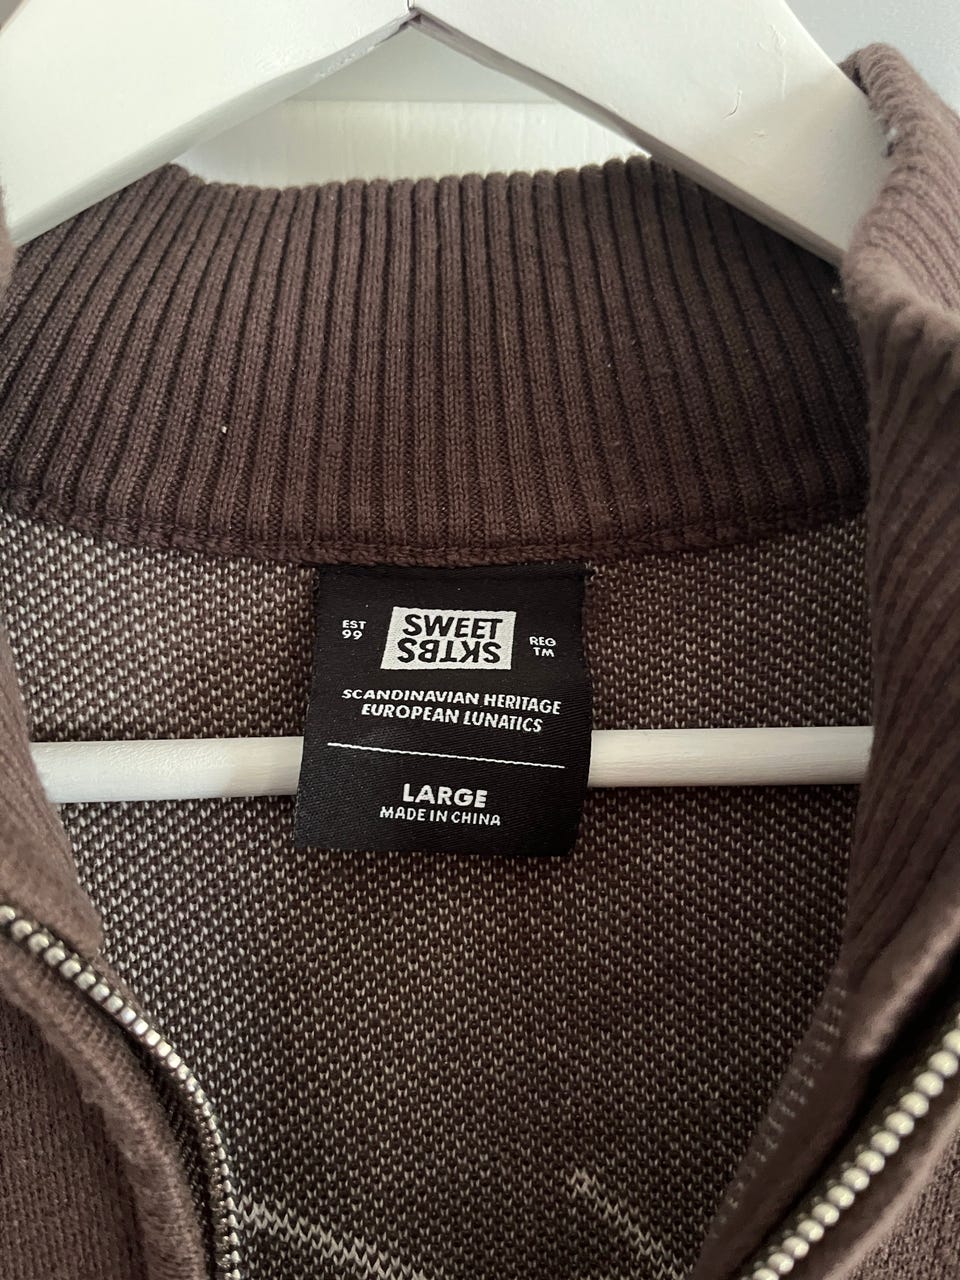 EST
99
SWEET
SKTBS
REG
TM
SCANDINAVIAN HERITAGE
EUROPEAN LUNATICS
LARGE
MADE IN CHINA